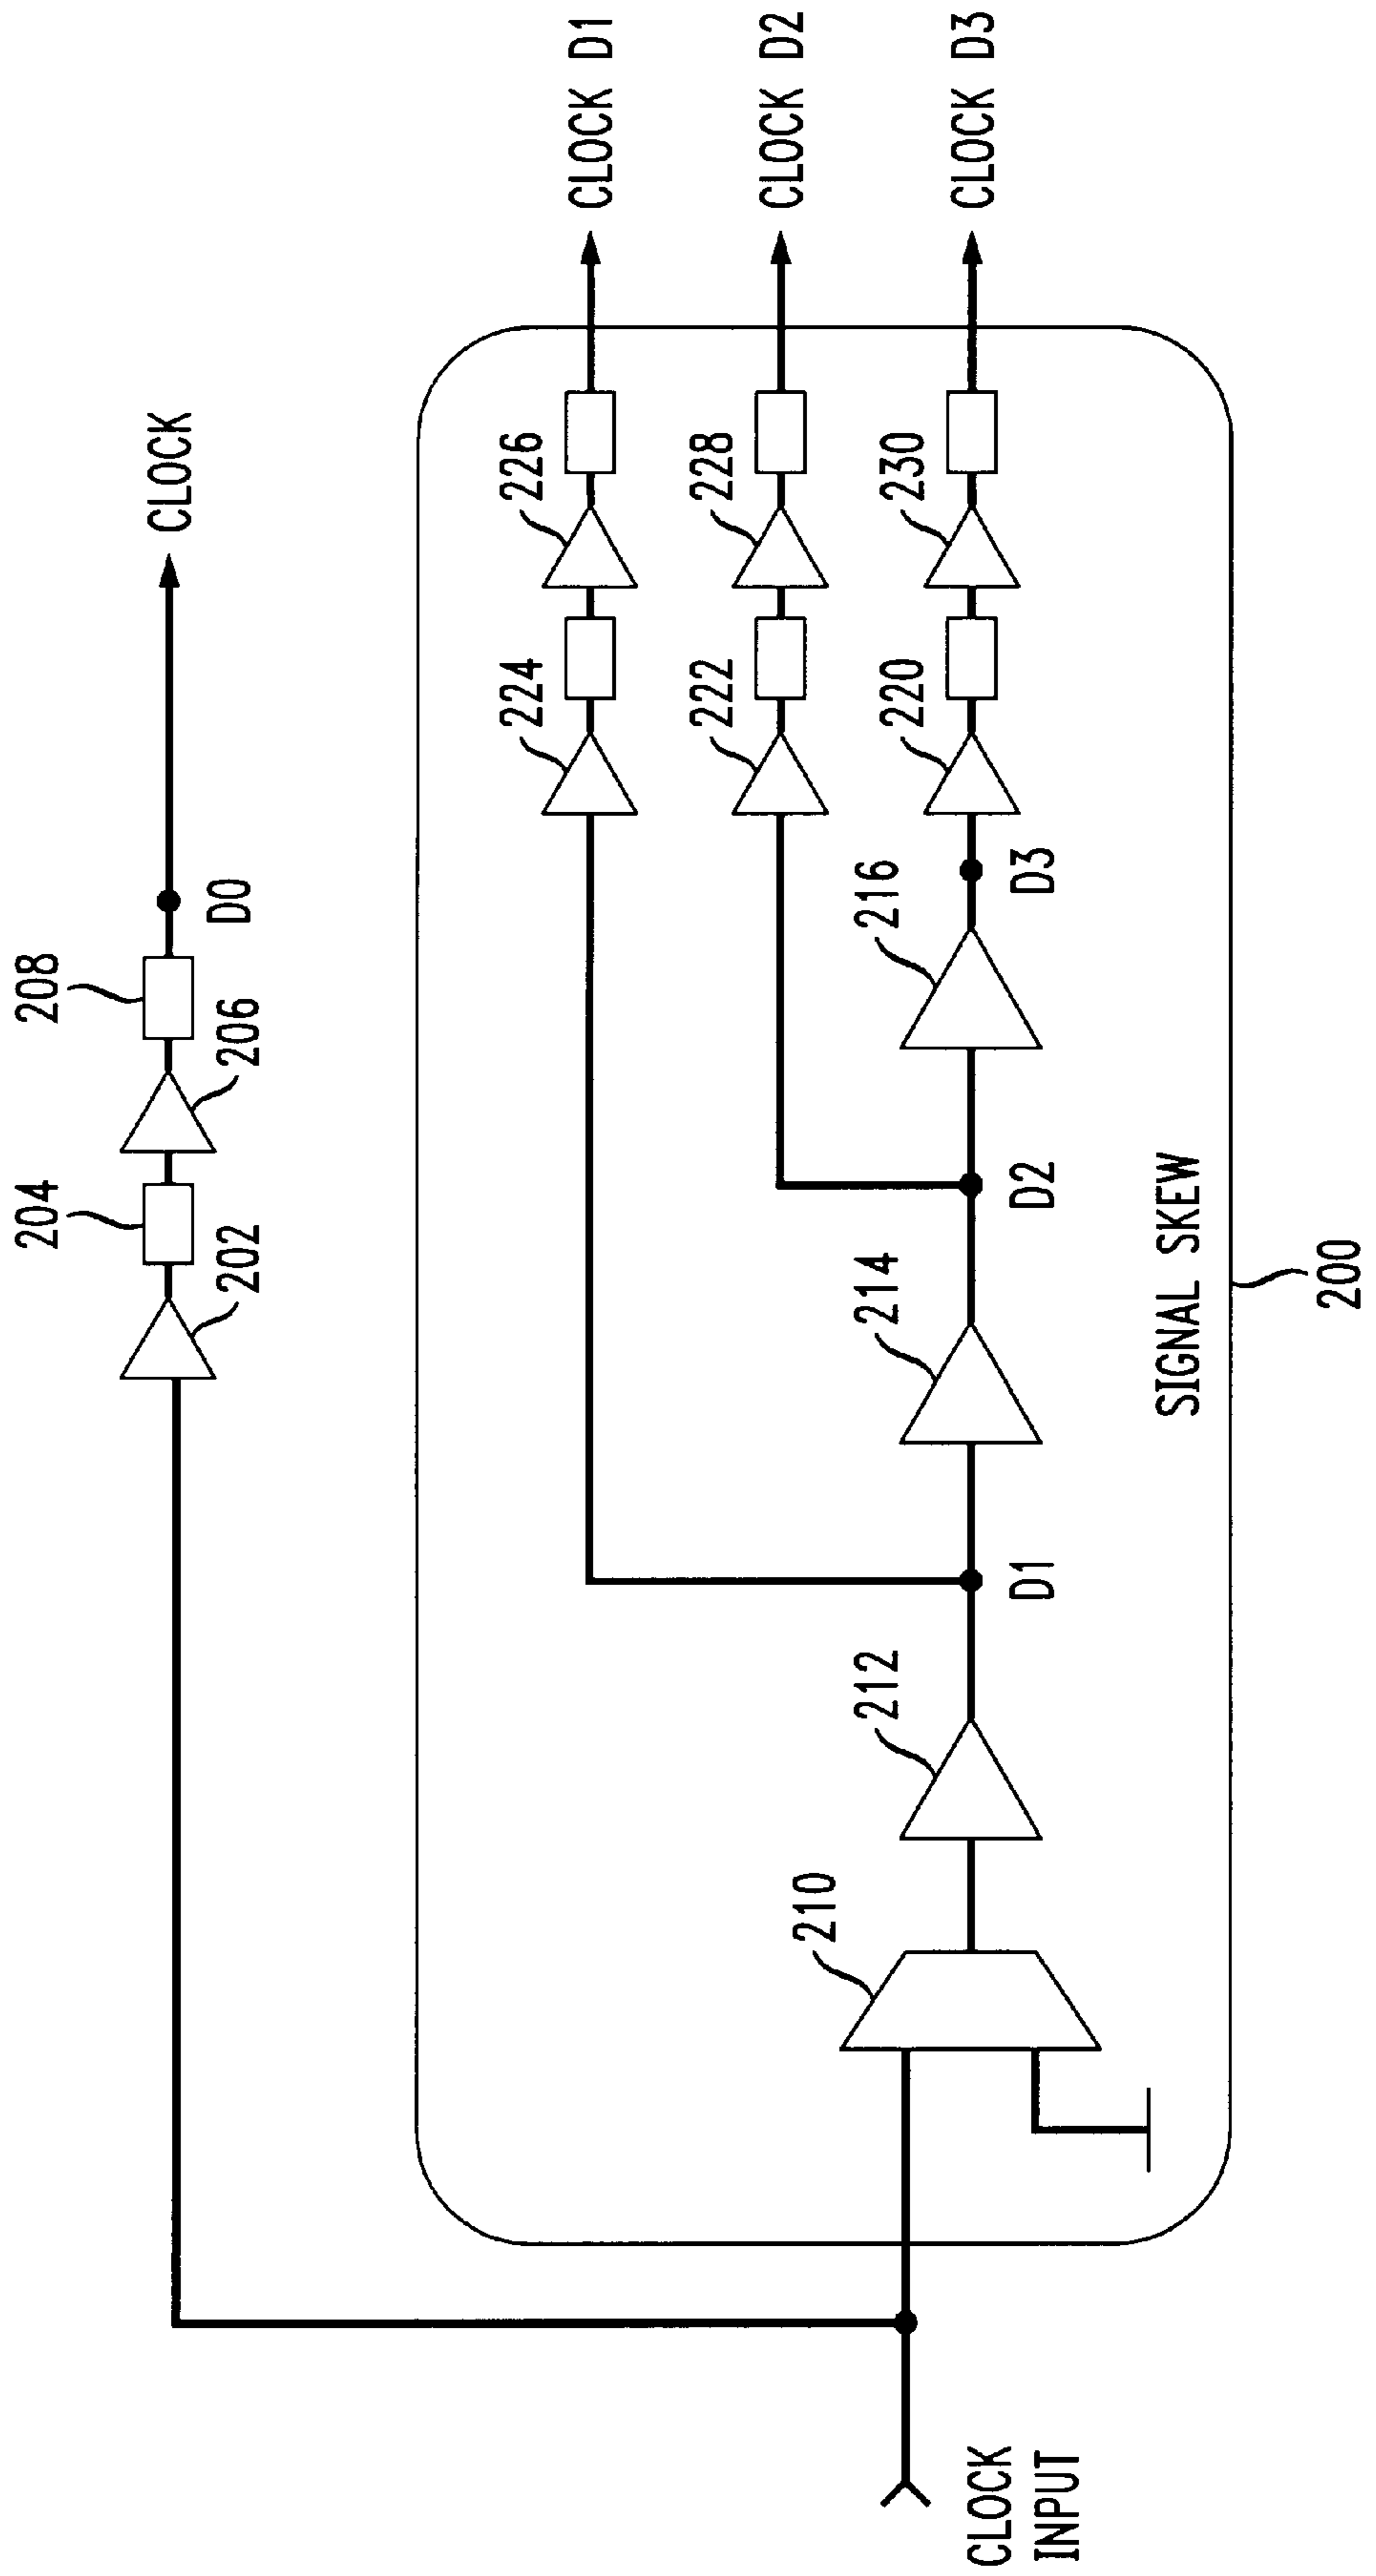 204
208
202
206
D0
CLOCK
224
226
CLOCK D1
222
228
CLOCK D2
210
212
214
216
220
230
CLOCK D3
D1
D2
D3
CLOCK
INPUT
SIGNAL SKEW
200